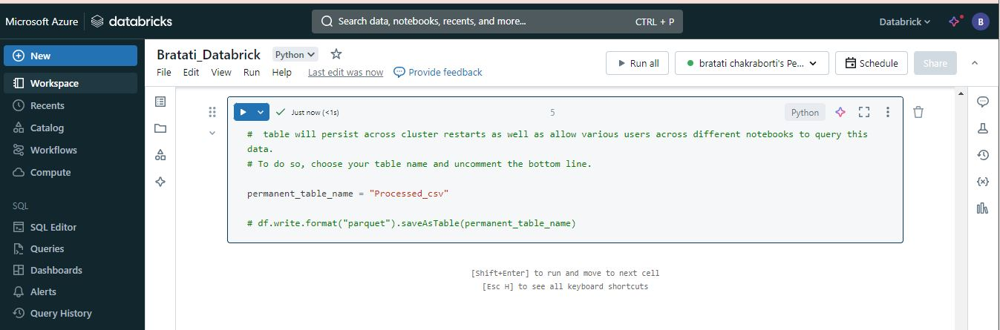 Microsoft Azure databricks
Search data, notebooks, recents, and more... CTRL + P
Databrick
B
New
Workspace
Recents
Catalog
Workflows
Compute
SQL
SQL Editor
Queries
Dashboards
Alerts
Query History
Bratati_Databrick Python
File Edit View Run Help Last edit was now Provide feedback
Run all
bratati chakraborti's Pe...
Schedule
Share
Just now (<1s)
5
Python
#  table will persist across cluster restarts as well as allow various users across different notebooks to query this
data.
# To do so, choose your table name and uncomment the bottom line.
permanent_table_name = "Processed_csv"
# df.write.format("parquet").saveAsTable(permanent_table_name)
[Shift+Enter] to run and move to next cell
[Esc H] to see all keyboard shortcuts